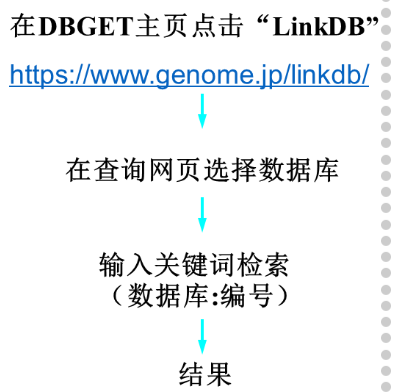 在DBGET主页点击“LinkDB”
https://www.genome.jp/linkdb/
在查询网页选择数据库
输入关键词检索
（数据库:编号）
结果